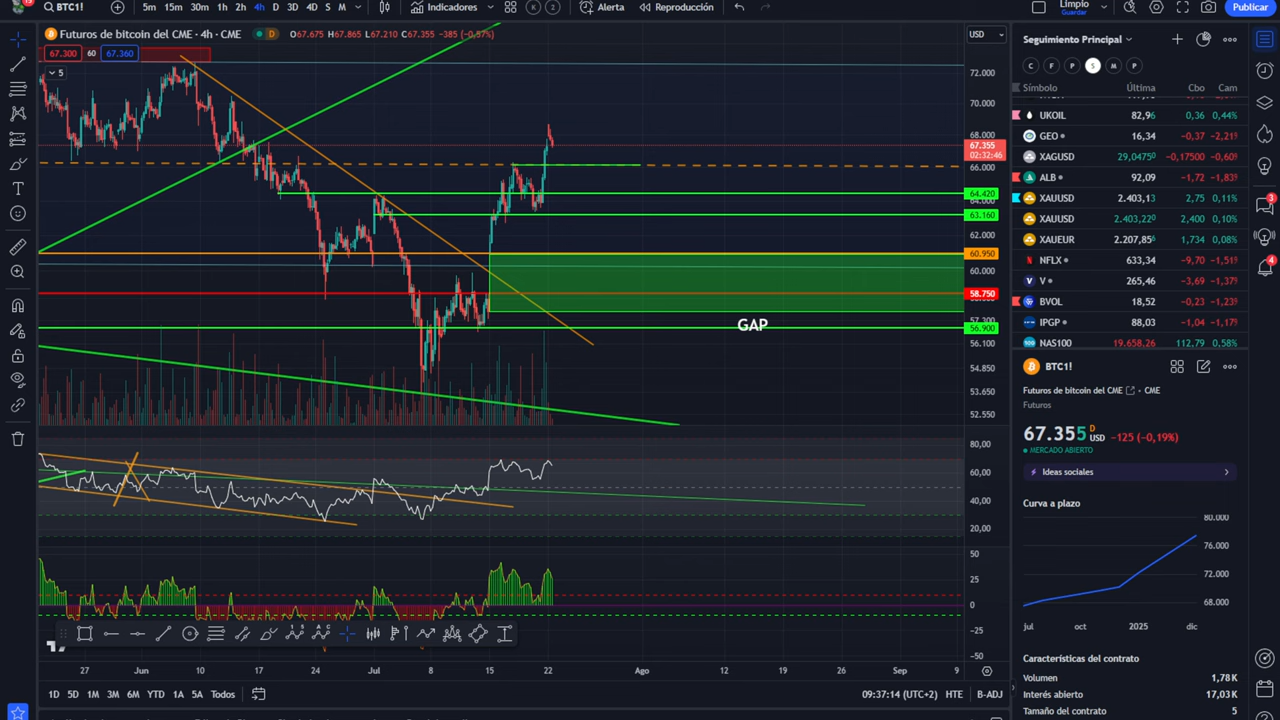 BTC1! 5m 15m 30m 1h 2h 4h D 3D 4D S M Indicadores K 2 Alerta Reproducción Limpio Guardar Publicar
Futuros de bitcoin del CME · 4h · CME D O67.675 H67.865 L67.210 C67.355 −385 (−0,57%)
67.300 60 67.360
5
USD
72.000
70.000
68.000
67.355
02:32:46
66.000
64.420
63.160
62.000
60.950
60.000
58.750
GAP
56.900
56.100
54.850
53.650
52.550
80,00
60,00
40,00
20,00
50
25
0
−25
−50
27 Jun 10 17 24 Jul 8 15 22 Ago 12 19 26 Sep 9
1D 5D 1M 3M 6M YTD 1A 5A Todos 09:37:14 (UTC+2) HTE B-ADJ
Seguimiento Principal
C F P S M P
Símbolo Última Cbo Cam
UKOIL 82,96 0,36 0,44%
GEO 16,34 −0,37 −2,21%
XAGUSD 29,04750 −0,17500 −0,60%
ALB 92,09 −1,72 −1,83%
XAUUSD 2.403,13 2,75 0,11%
XAUUSD 2.403,220 2,400 0,10%
XAUEUR 2.207,856 1,734 0,08%
NFLX 633,34 −9,70 −1,51%
V 265,46 −3,69 −1,37%
BVOL 18,52 −0,23 −1,23%
IPGP 88,03 −1,04 −1,17%
NAS100 19.658,26 112,79 0,58%
BTC1!
Futuros de bitcoin del CME · CME
Futuros
67.355 D USD −125 (−0,19%)
MERCADO ABIERTO
Ideas sociales
Curva a plazo
80.000
76.000
72.000
68.000
jul oct 2025 dic
Características del contrato
Volumen 1,78K
Interés abierto 17,03K
Tamaño del contrato 5